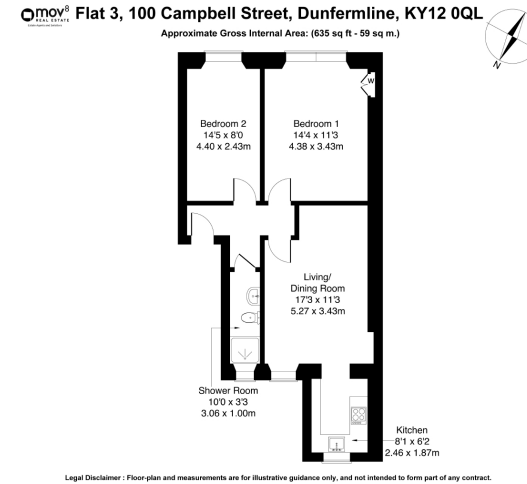 mov⁸ Flat 3, 100 Campbell Street, Dunfermline, KY12 0QL
REAL ESTATE
Estate Agents and Solicitors
Approximate Gross Internal Area: (635 sq ft - 59 sq m.)
N
W
Bedroom 2
14'5 x 8'0
4.40 x 2.43m
Bedroom 1
14'4 x 11'3
4.38 x 3.43m
Living/
Dining Room
17'3 x 11'3
5.27 x 3.43m
Shower Room
10'0 x 3'3
3.06 x 1.00m
Kitchen
8'1 x 6'2
2.46 x 1.87m
Legal Disclaimer : Floor-plan and measurements are for illustrative guidance only, and not intended to form part of any contract.